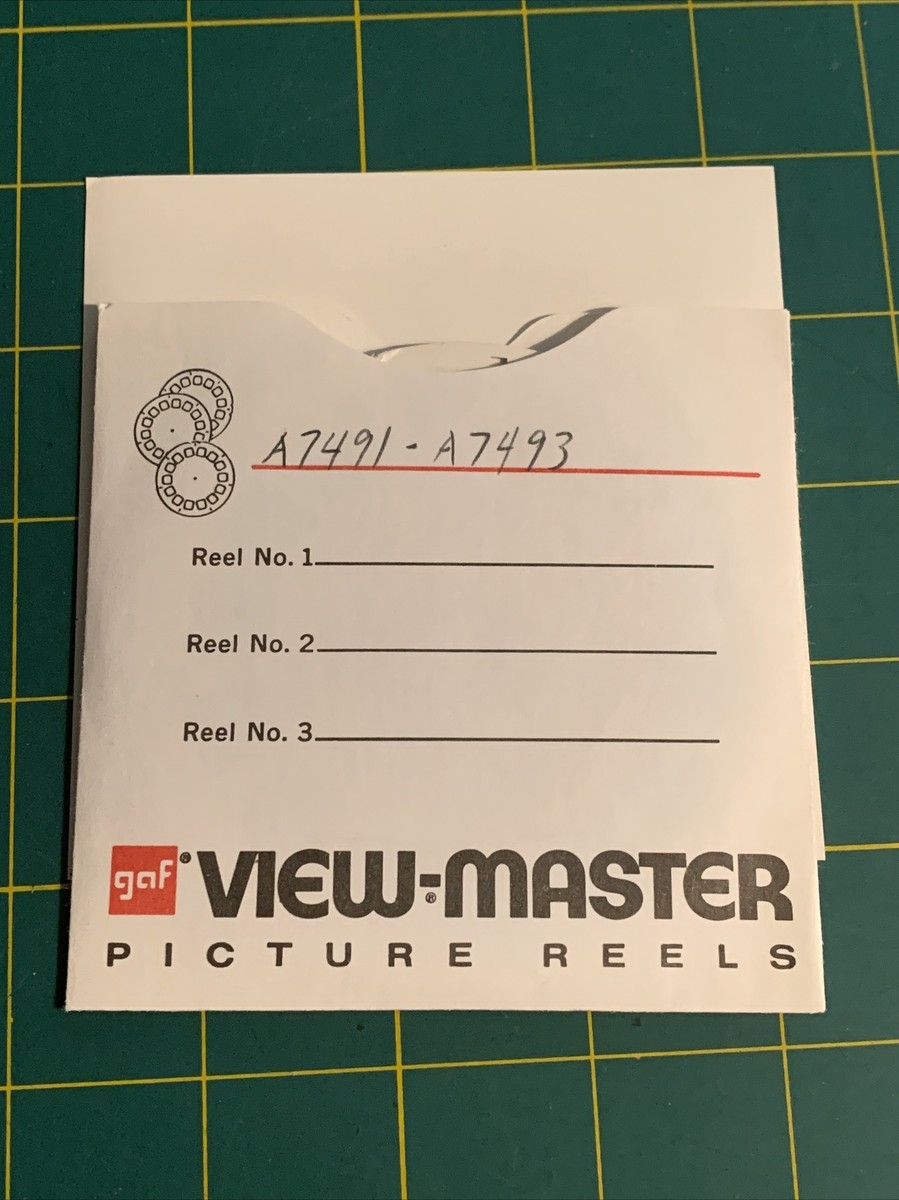 A7491 - A7493
Reel No. 1
Reel No. 2
Reel No. 3
gaf® VIEW-MASTER®
PICTURE REELS